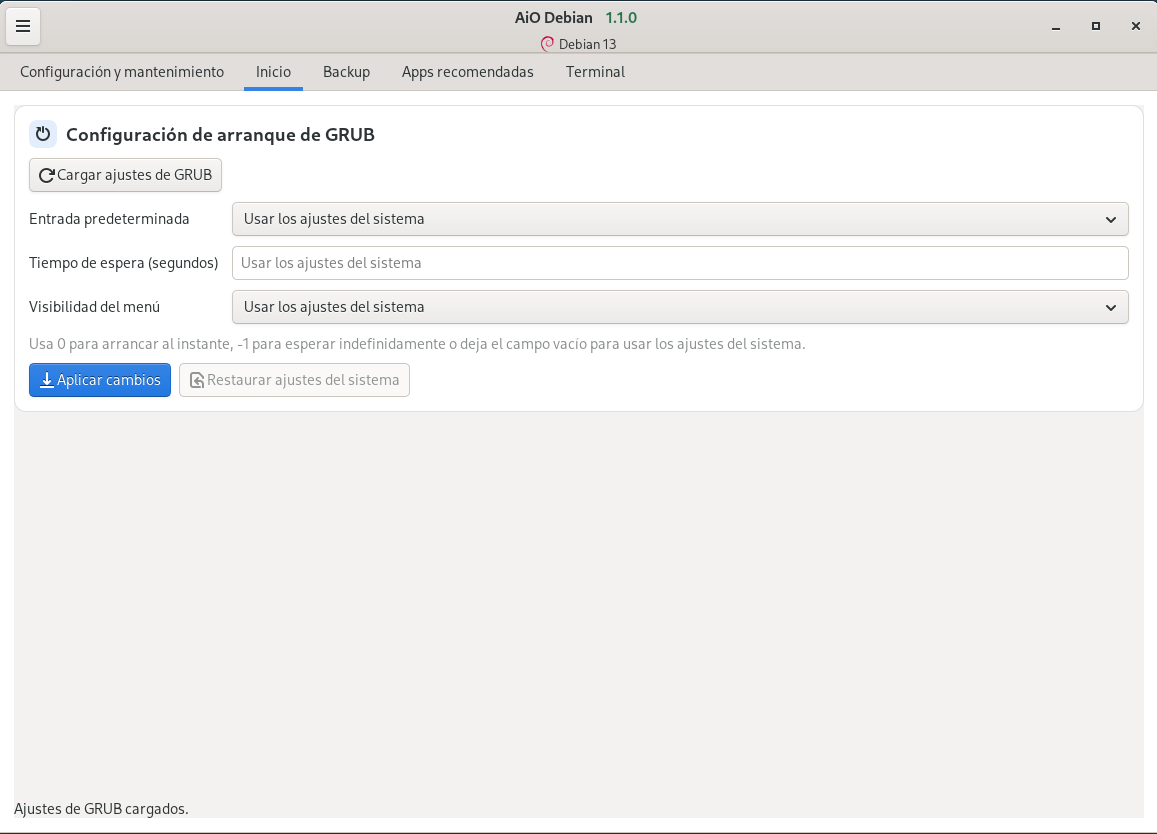 AiO Debian 1.1.0
Debian 13
Configuración y mantenimiento Inicio Backup Apps recomendadas Terminal
Configuración de arranque de GRUB
Cargar ajustes de GRUB
Entrada predeterminada Usar los ajustes del sistema
Tiempo de espera (segundos) Usar los ajustes del sistema
Visibilidad del menú Usar los ajustes del sistema
Usa 0 para arrancar al instante, -1 para esperar indefinidamente o deja el campo vacío para usar los ajustes del sistema.
Aplicar cambios Restaurar ajustes del sistema
Ajustes de GRUB cargados.